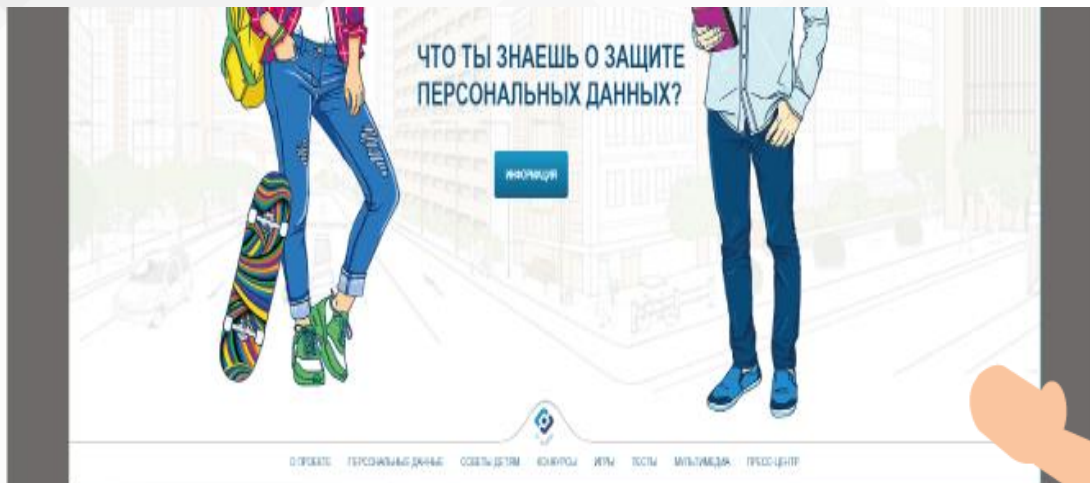 ЧТО ТЫ ЗНАЕШЬ О ЗАЩИТЕ
ПЕРСОНАЛЬНЫХ ДАННЫХ?
ИНФОРМАЦИЯ
О ПРОЕКТЕ ПЕРСОНАЛЬНЫЕ ДАННЫЕ СОВЕТЫ ДЕТЯМ КОНКУРСЫ ИГРЫ ТЕСТЫ МУЛЬТИМЕДИА ПРЕСС-ЦЕНТР